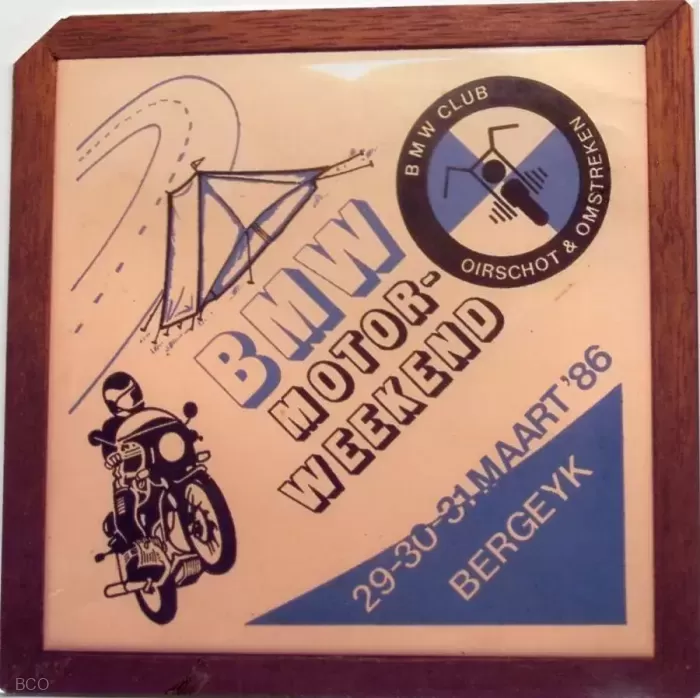 BMW CLUB
OIRSCHOT & OMSTREKEN
BMW
MOTOR-
WEEKEND
29-30-31 MAART '86
BERGEYK
BCO